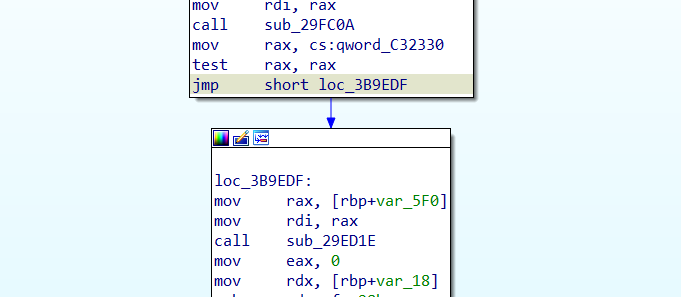 mov rdi, rax
call sub_29FC0A
mov rax, cs:qword_C32330
test rax, rax
jmp short loc_3B9EDF
loc_3B9EDF:
mov rax, [rbp+var_5F0]
mov rdi, rax
call sub_29ED1E
mov eax, 0
mov rdx, [rbp+var_18]